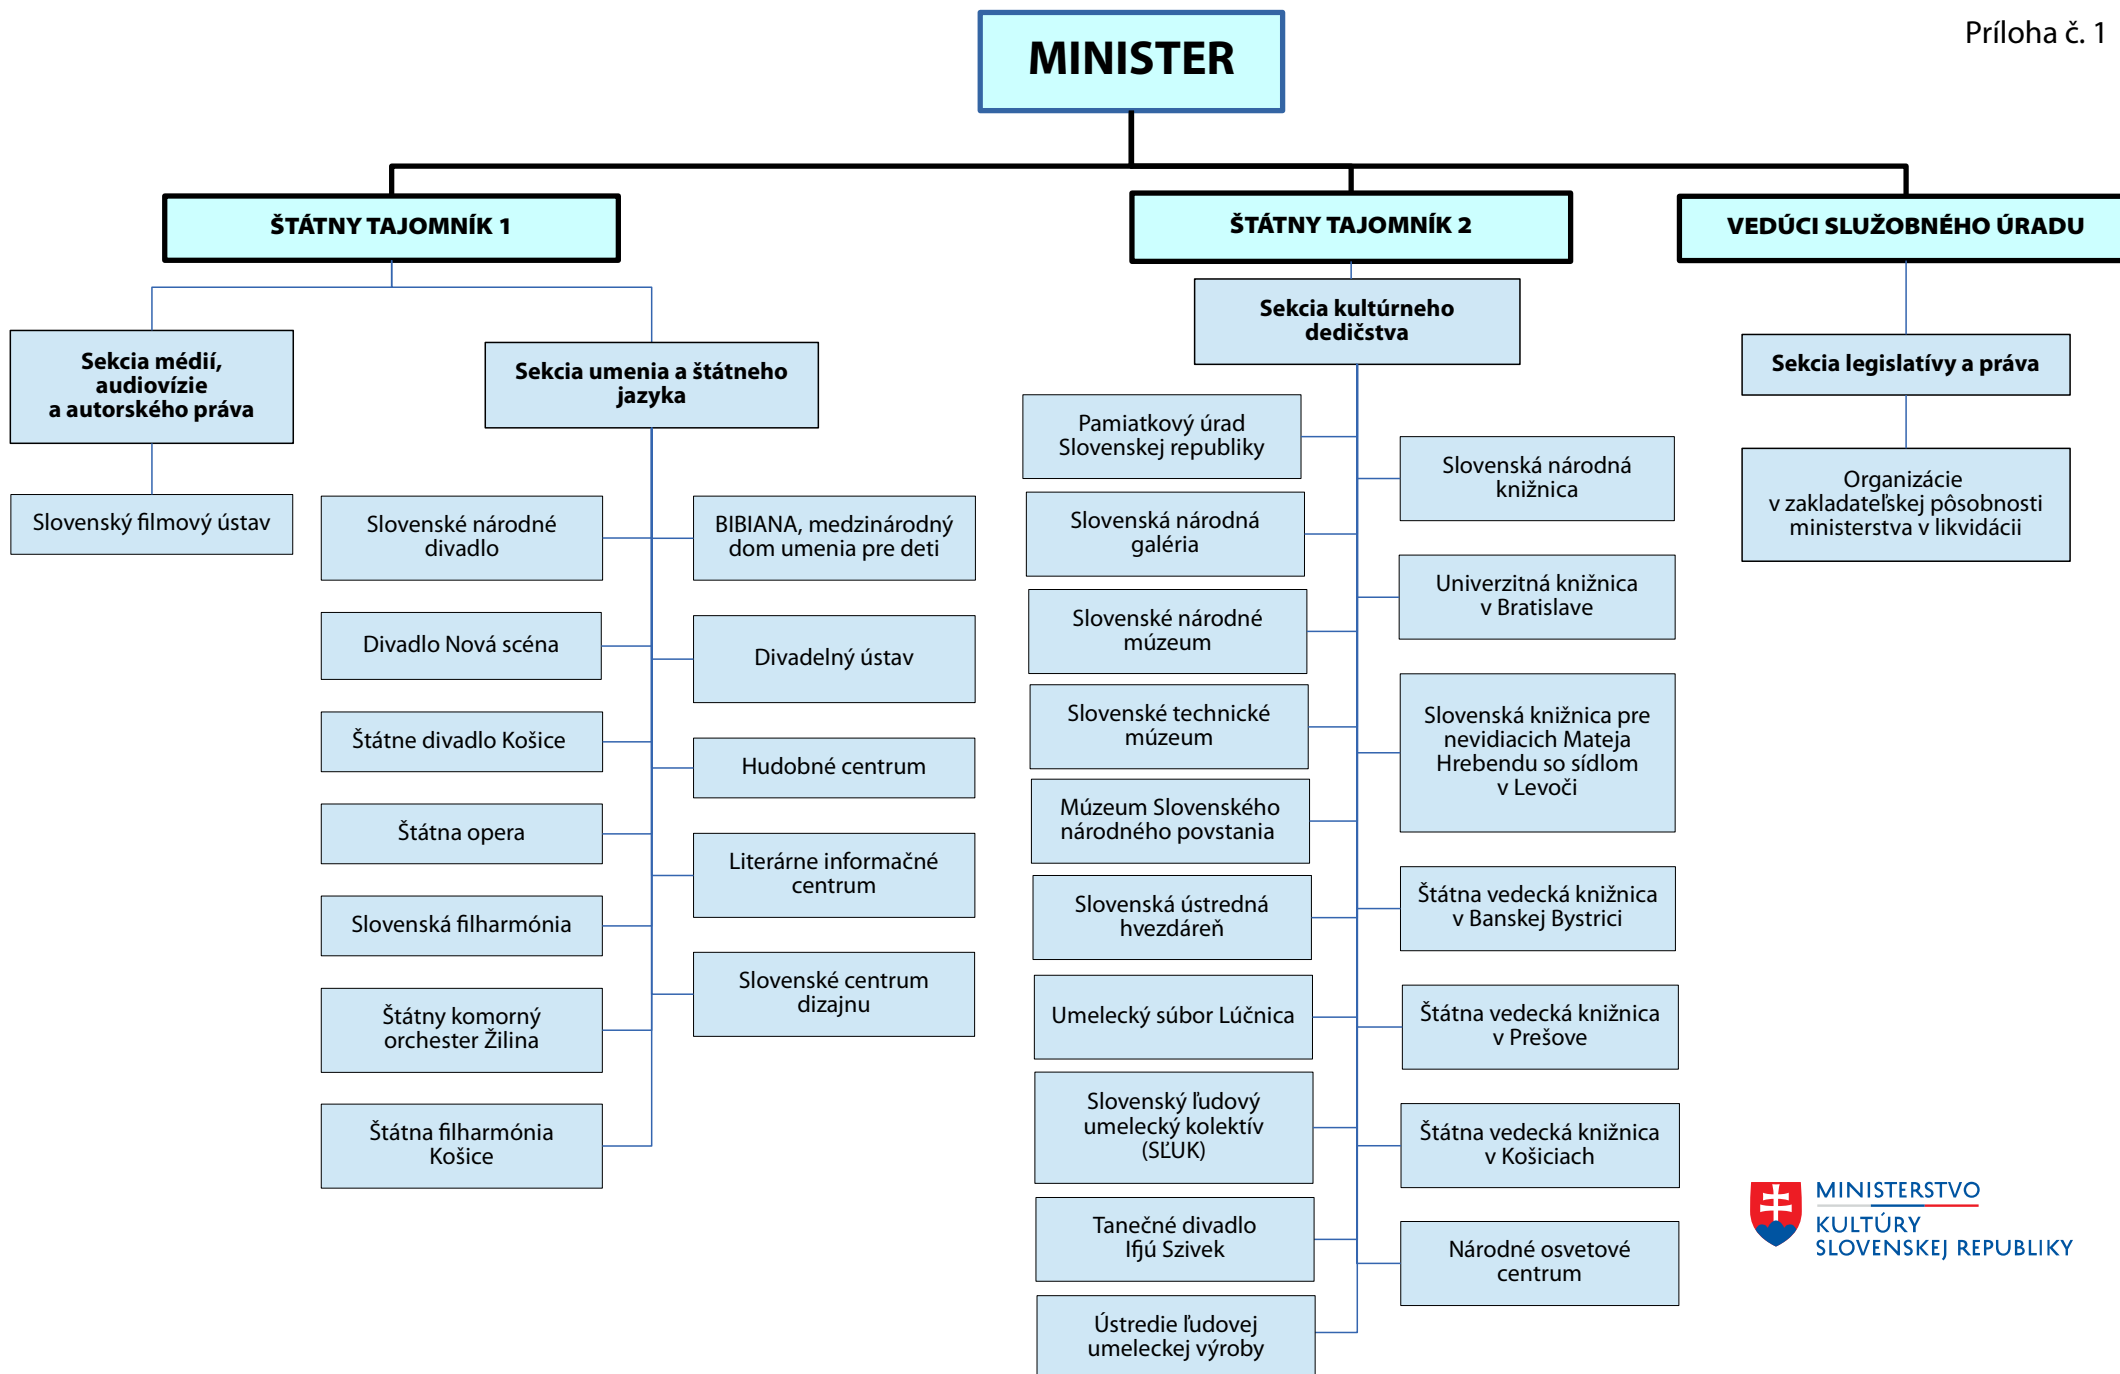 Príloha č. 1
MINISTER
ŠTÁTNY TAJOMNÍK 1
ŠTÁTNY TAJOMNÍK 2
VEDÚCI SLUŽOBNÉHO ÚRADU
Sekcia médií,
audiovízie
a autorského práva
Slovenský filmový ústav
Sekcia umenia a štátneho
jazyka
Slovenské národné
divadlo
Divadlo Nová scéna
Štátne divadlo Košice
Štátna opera
Slovenská filharmónia
Štátny komorný
orchester Žilina
Štátna filharmónia
Košice
BIBIANA, medzinárodný
dom umenia pre deti
Divadelný ústav
Hudobné centrum
Literárne informačné
centrum
Slovenské centrum
dizajnu
Sekcia kultúrneho
dedičstva
Pamiatkový úrad
Slovenskej republiky
Slovenská národná
galéria
Slovenské národné
múzeum
Slovenské technické
múzeum
Múzeum Slovenského
národného povstania
Slovenská ústredná
hvezdáreň
Umelecký súbor Lúčnica
Slovenský ľudový
umelecký kolektív
(SĽUK)
Tanečné divadlo
Ifjú Szivek
Ústredie ľudovej
umeleckej výroby
Slovenská národná
knižnica
Univerzitná knižnica
v Bratislave
Slovenská knižnica pre
nevidiacich Mateja
Hrebendu so sídlom
v Levoči
Štátna vedecká knižnica
v Banskej Bystrici
Štátna vedecká knižnica
v Prešove
Štátna vedecká knižnica
v Košiciach
Národné osvetové
centrum
Sekcia legislatívy a práva
Organizácie
v zakladateľskej pôsobnosti
ministerstva v likvidácii
MINISTERSTVO
KULTÚRY
SLOVENSKEJ REPUBLIKY